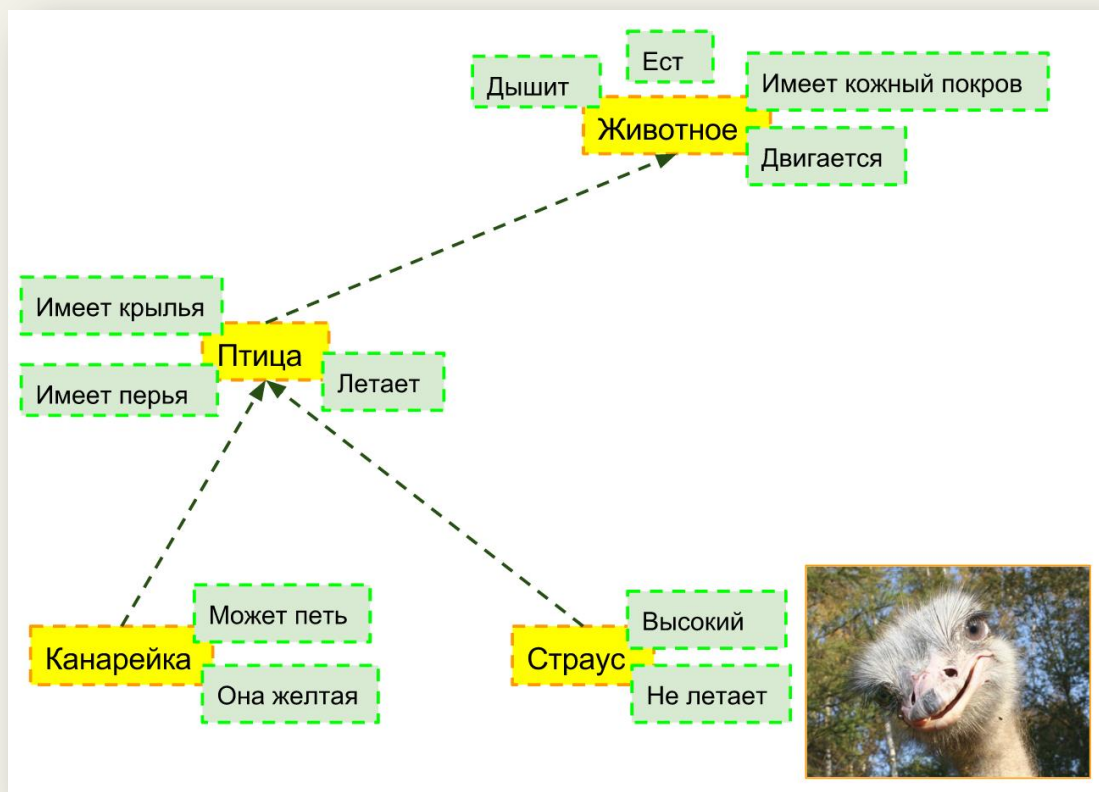 Ест
Дышит
Имеет кожный покров
Животное
Двигается
Имеет крылья
Птица
Имеет перья
Летает
Может петь
Канарейка
Она желтая
Высокий
Страус
Не летает